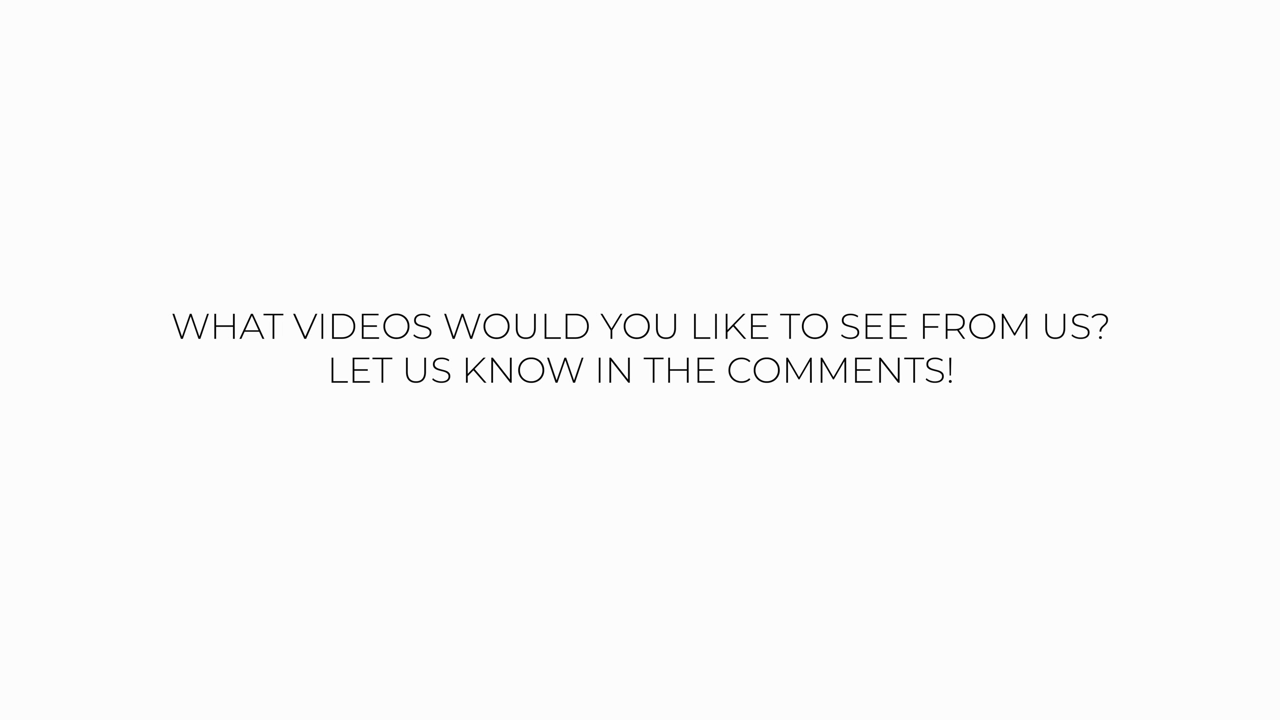 WHAT VIDEOS WOULD YOU LIKE TO SEE FROM US?
LET US KNOW IN THE COMMENTS!